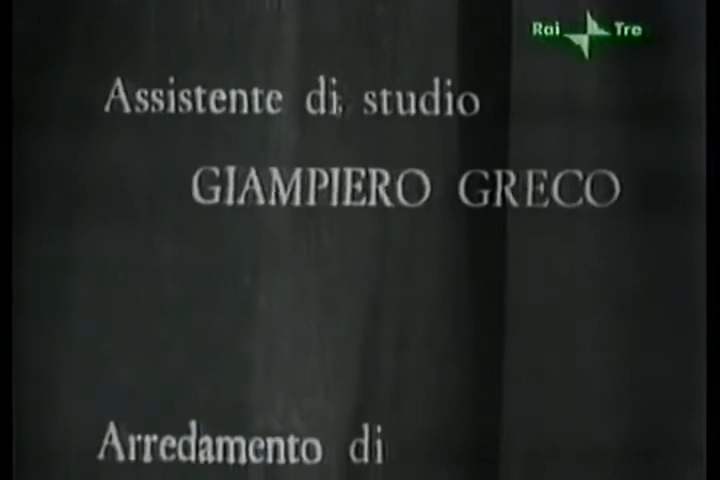 Rai Tre
Assistente di studio
GIAMPIERO GRECO
Arredamento di